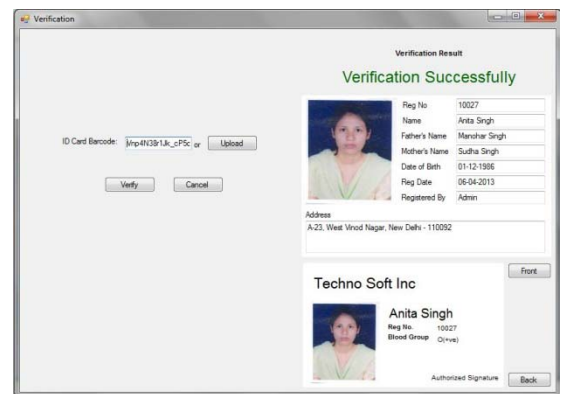 Verification
ID Card Barcode:
or
Upload
Verify
Cancel
Verification Result
Verification Successfully
Reg No 10027
Name Anita Singh
Father's Name Manohar Singh
Mother's Name Sudha Singh
Date of Birth 01-12-1986
Reg Date 06-04-2013
Registered By Admin
Address
A-23, West Vinod Nagar, New Delhi - 110092
Front
Techno Soft Inc
Anita Singh
Reg No. 10027
Blood Group O(+ve)
Authorized Signature
Back